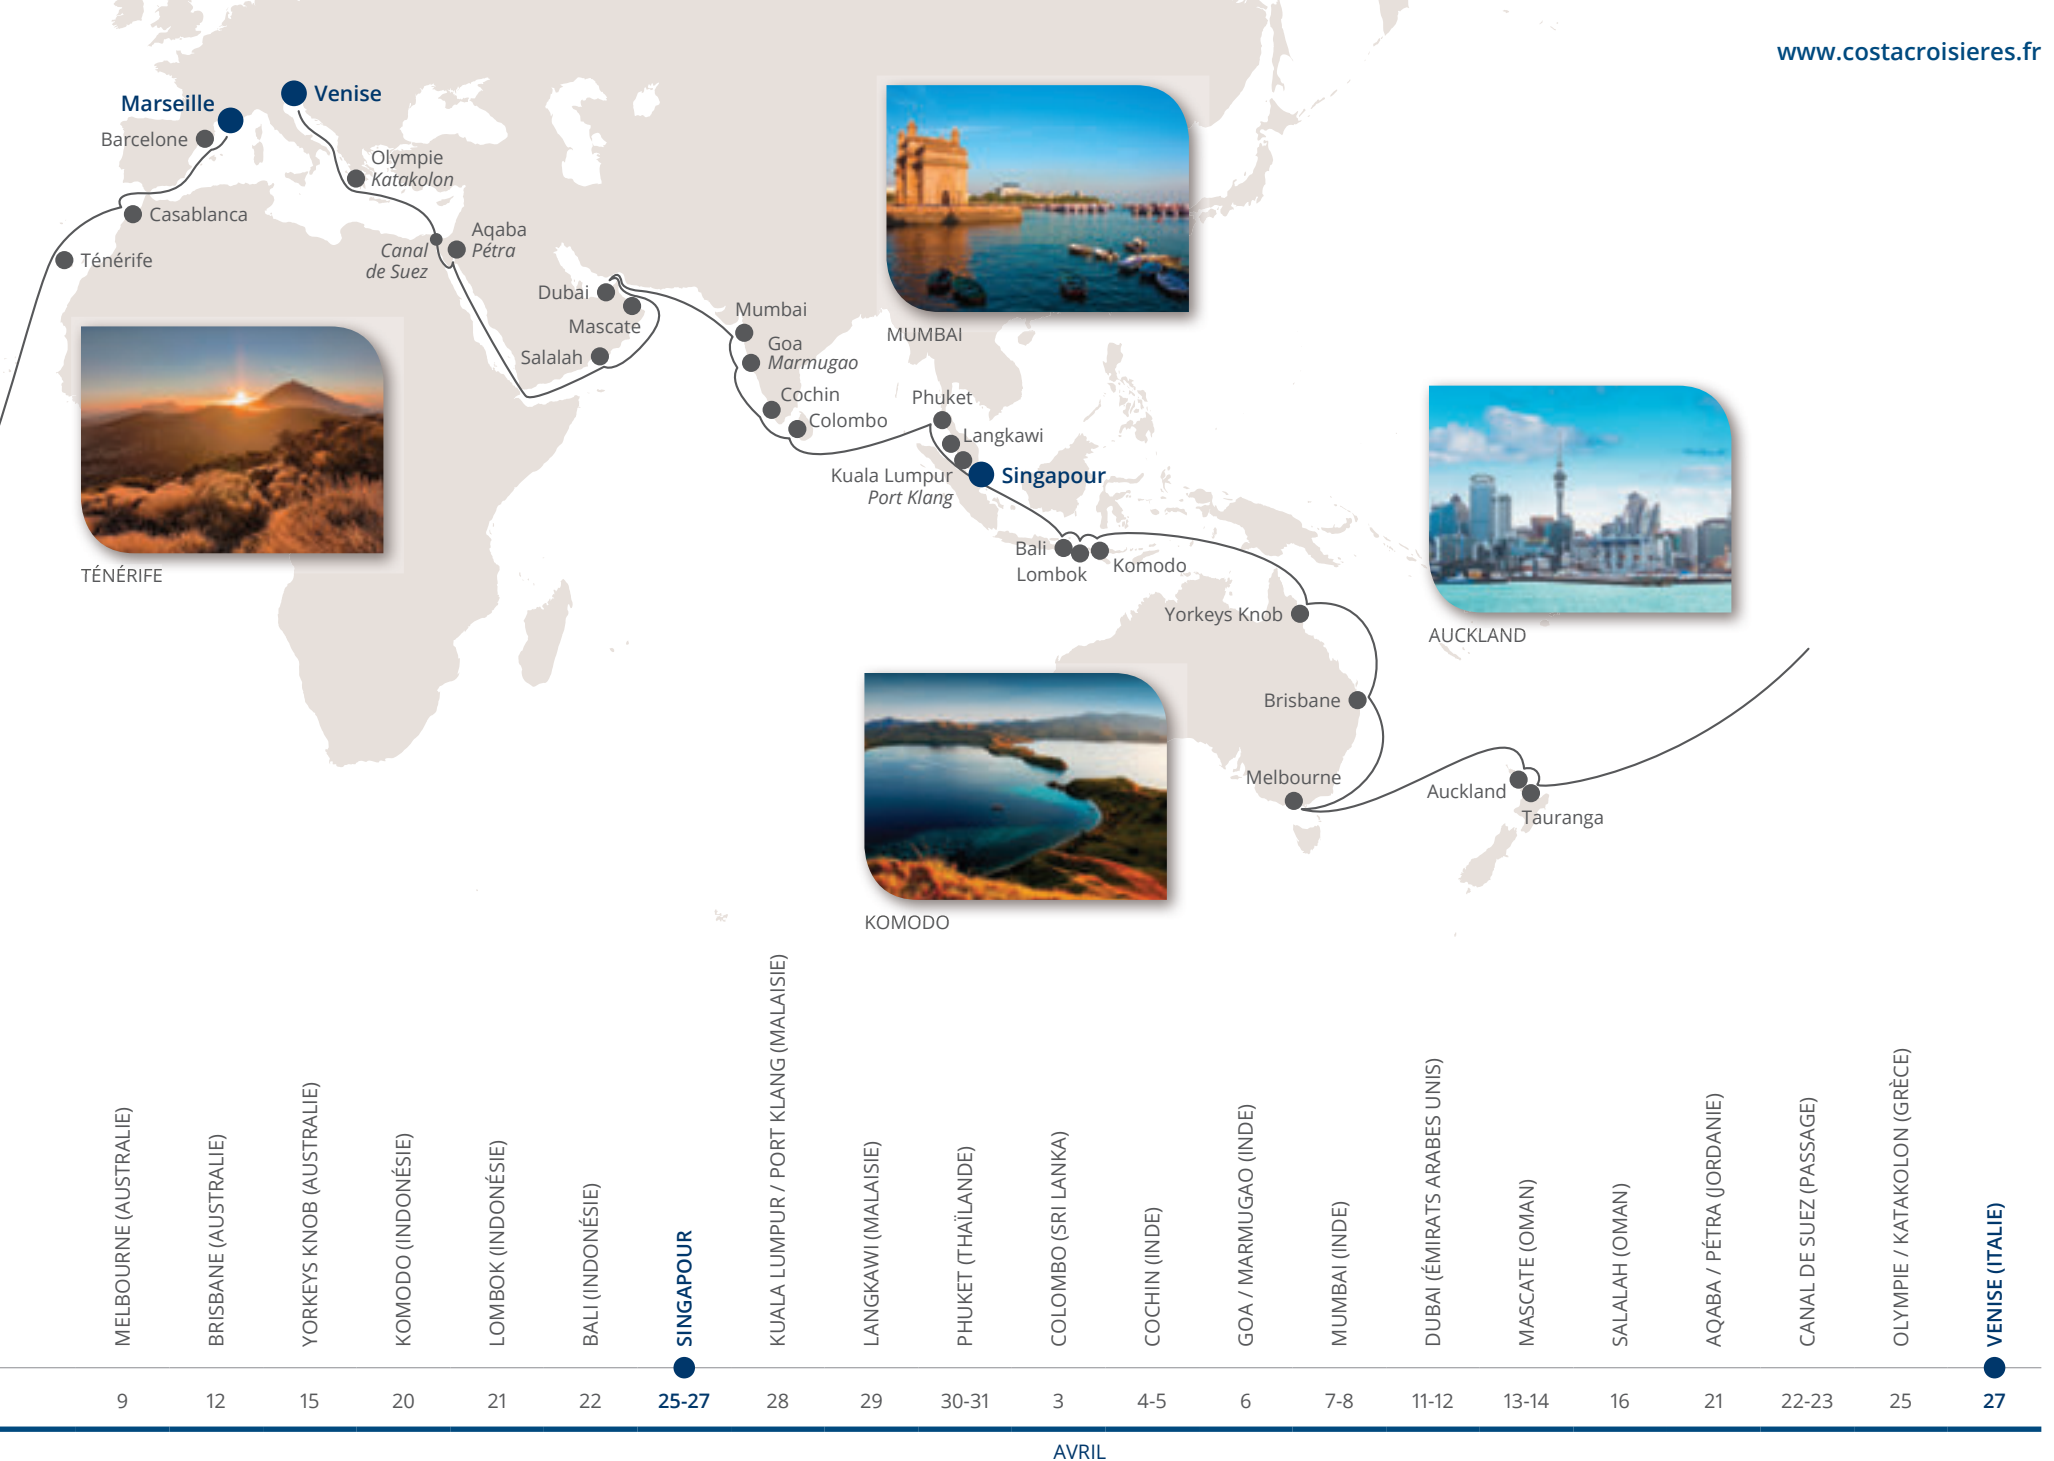 www.costacroisieres.fr
Marseille
Venise
Barcelone
Olympie
Katakolon
Casablanca
Ténérife
Canal
de Suez
Aqaba
Pétra
Dubai
Mascate
Salalah
Mumbai
Goa
Marmugao
Cochin
Colombo
Phuket
Langkawi
Kuala Lumpur
Port Klang
Singapour
Bali
Lombok
Komodo
Yorkeys Knob
Brisbane
Melbourne
Auckland
Tauranga
MUMBAI
TÉNÉRIFE
AUCKLAND
KOMODO
MELBOURNE (AUSTRALIE)
BRISBANE (AUSTRALIE)
YORKEYS KNOB (AUSTRALIE)
KOMODO (INDONÉSIE)
LOMBOK (INDONÉSIE)
BALI (INDONÉSIE)
SINGAPOUR
KUALA LUMPUR / PORT KLANG (MALAISIE)
LANGKAWI (MALAISIE)
PHUKET (THAÏLANDE)
COLOMBO (SRI LANKA)
COCHIN (INDE)
GOA / MARMUGAO (INDE)
MUMBAI (INDE)
DUBAI (ÉMIRATS ARABES UNIS)
MASCATE (OMAN)
SALALAH (OMAN)
AQABA / PÉTRA (JORDANIE)
CANAL DE SUEZ (PASSAGE)
OLYMPIE / KATAKOLON (GRÈCE)
VENISE (ITALIE)
9 12 15 20 21 22 25-27 28 29 30-31 3 4-5 6 7-8 11-12 13-14 16 21 22-23 25 27
AVRIL